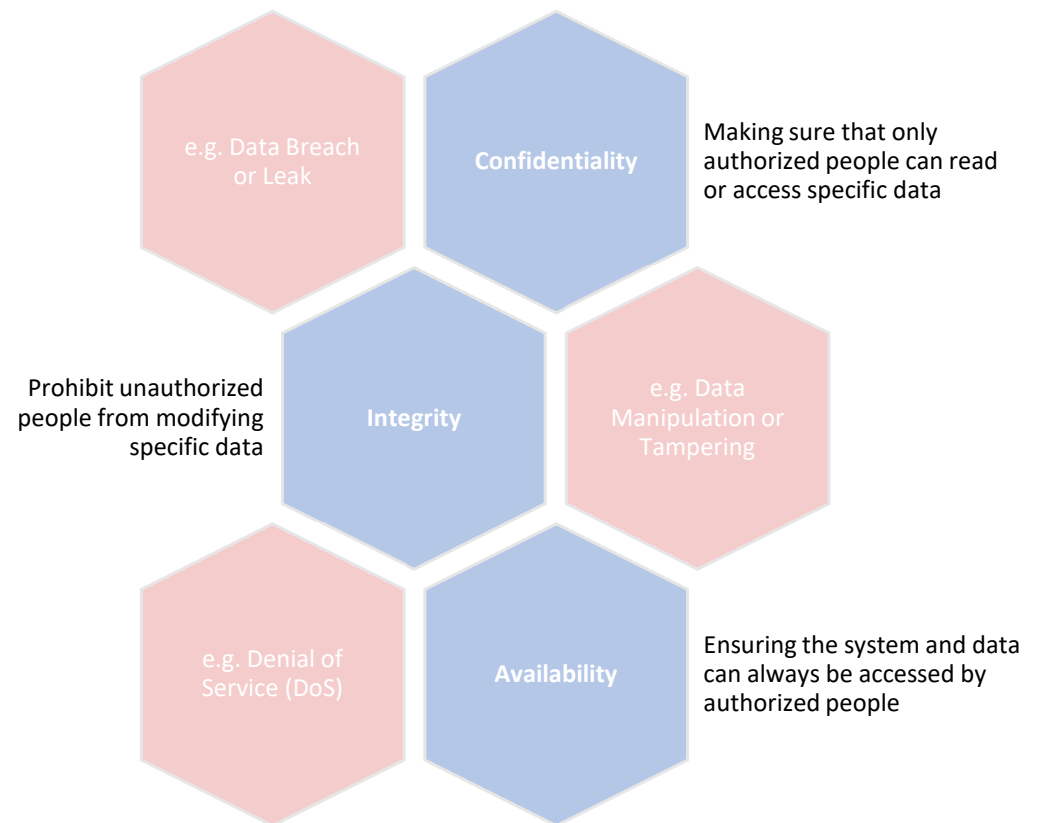 e.g. Data Breach
or Leak
Confidentiality
Making sure that only
authorized people can read
or access specific data
Prohibit unauthorized
people from modifying
specific data
Integrity
e.g. Data
Manipulation or
Tampering
e.g. Denial of
Service (DoS)
Availability
Ensuring the system and data
can always be accessed by
authorized people